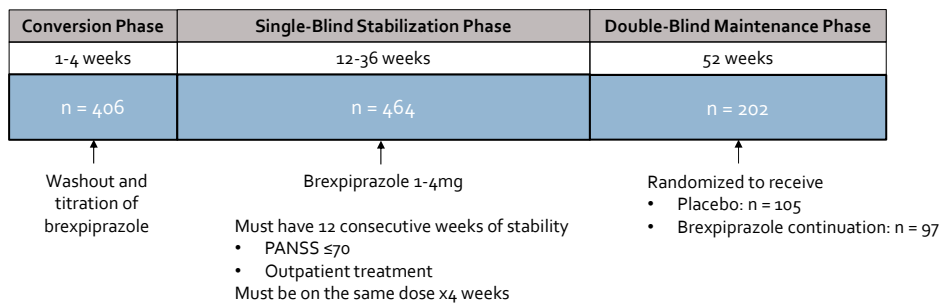 Conversion Phase
Single-Blind Stabilization Phase
Double-Blind Maintenance Phase
1-4 weeks
12-36 weeks
52 weeks
n = 406
n = 464
n = 202
Washout and
titration of
brexpiprazole
Brexpiprazole 1-4mg
Must have 12 consecutive weeks of stability
• PANSS ≤70
• Outpatient treatment
Must be on the same dose x4 weeks
Randomized to receive
• Placebo: n = 105
• Brexpiprazole continuation: n = 97